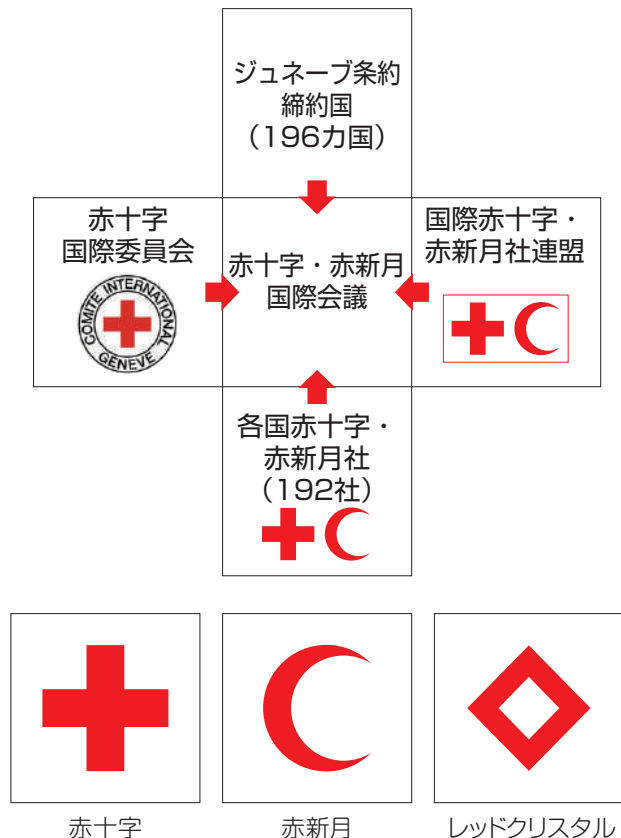 ジュネーブ条約
締約国
（196カ国）
赤十字
国際委員会
COMITE INTERNATIONAL
GENEVE
赤十字・赤新月
国際会議
国際赤十字・
赤新月社連盟
各国赤十字・
赤新月社
（192社）
赤十字
赤新月
レッドクリスタル